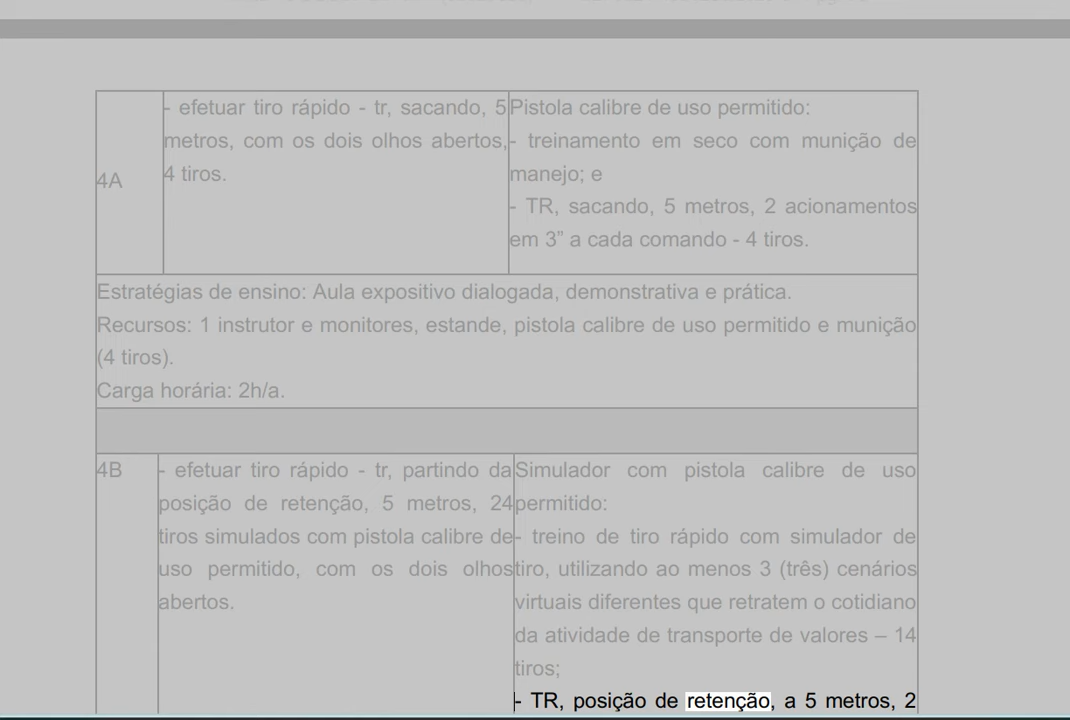 4A
- efetuar tiro rápido - tr, sacando, 5
metros, com os dois olhos abertos,
4 tiros.
Pistola calibre de uso permitido:
- treinamento em seco com munição de
manejo; e
- TR, sacando, 5 metros, 2 acionamentos
em 3” a cada comando - 4 tiros.
Estratégias de ensino: Aula expositivo dialogada, demonstrativa e prática.
Recursos: 1 instrutor e monitores, estande, pistola calibre de uso permitido e munição
(4 tiros).
Carga horária: 2h/a.
4B
- efetuar tiro rápido - tr, partindo da
posição de retenção, 5 metros, 24
tiros simulados com pistola calibre de
uso permitido, com os dois olhos
abertos.
Simulador com pistola calibre de uso
permitido:
- treino de tiro rápido com simulador de
tiro, utilizando ao menos 3 (três) cenários
virtuais diferentes que retratem o cotidiano
da atividade de transporte de valores – 14
tiros;
- TR, posição de retenção, a 5 metros, 2